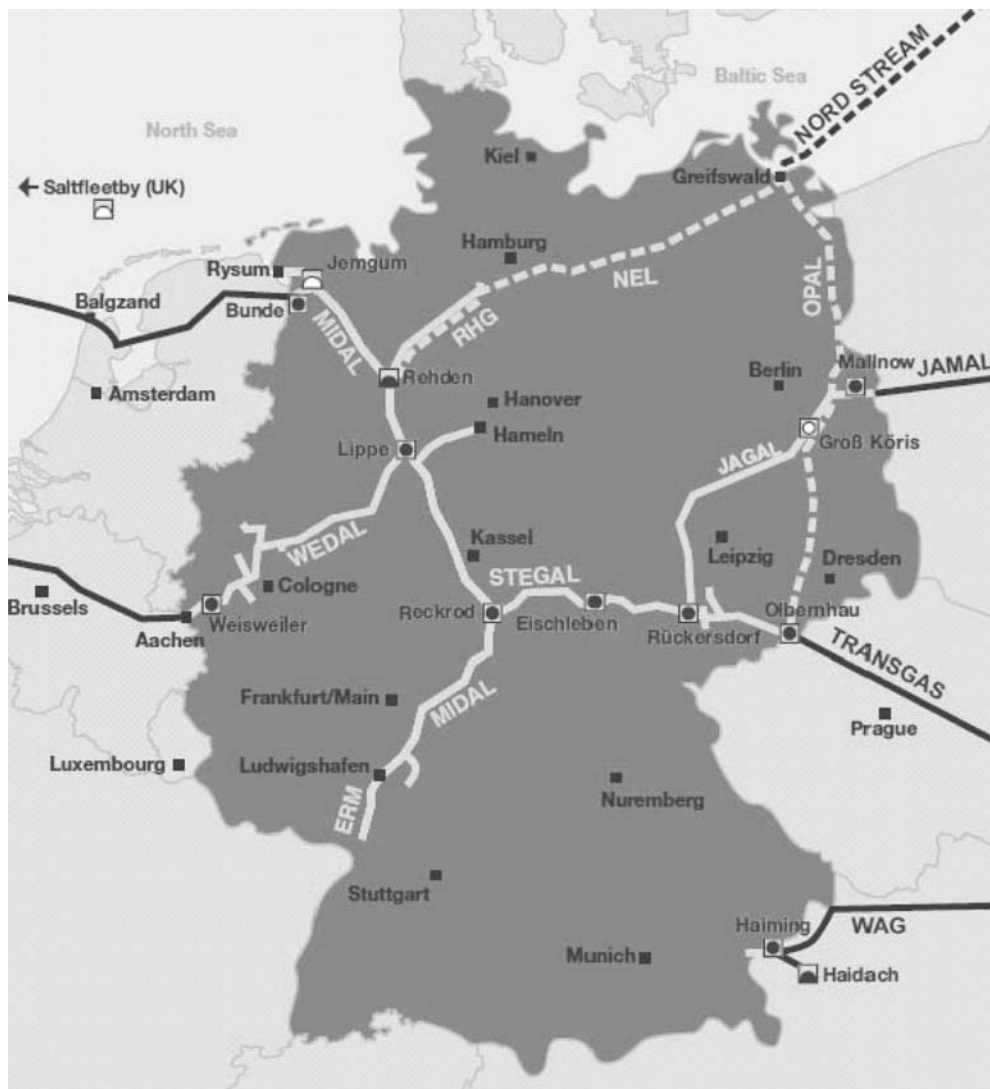 NORD STREAM
Baltic Sea
North Sea
Kiel
Greifswald
← Saltfleetby (UK)
Hamburg
Rysum
Jemgum
NEL
OPAL
Balgzand
Bunde
MIDAL
RHG
Mallnow
Berlin
JAMAL
Rehden
Amsterdam
Hanover
Hameln
Lippe
Groß Köris
JAGAL
Kassel
WEDAL
Leipzig
Dresden
STEGAL
Cologne
Brussels
Weisweiler
Reckrod
Eischleben
Olbernhau
Aachen
Rückersdorf
TRANSGAS
Frankfurt/Main
MIDAL
Prague
Luxembourg
Ludwigshafen
Nuremberg
ERM
Stuttgart
Haiming
WAG
Munich
Haidach